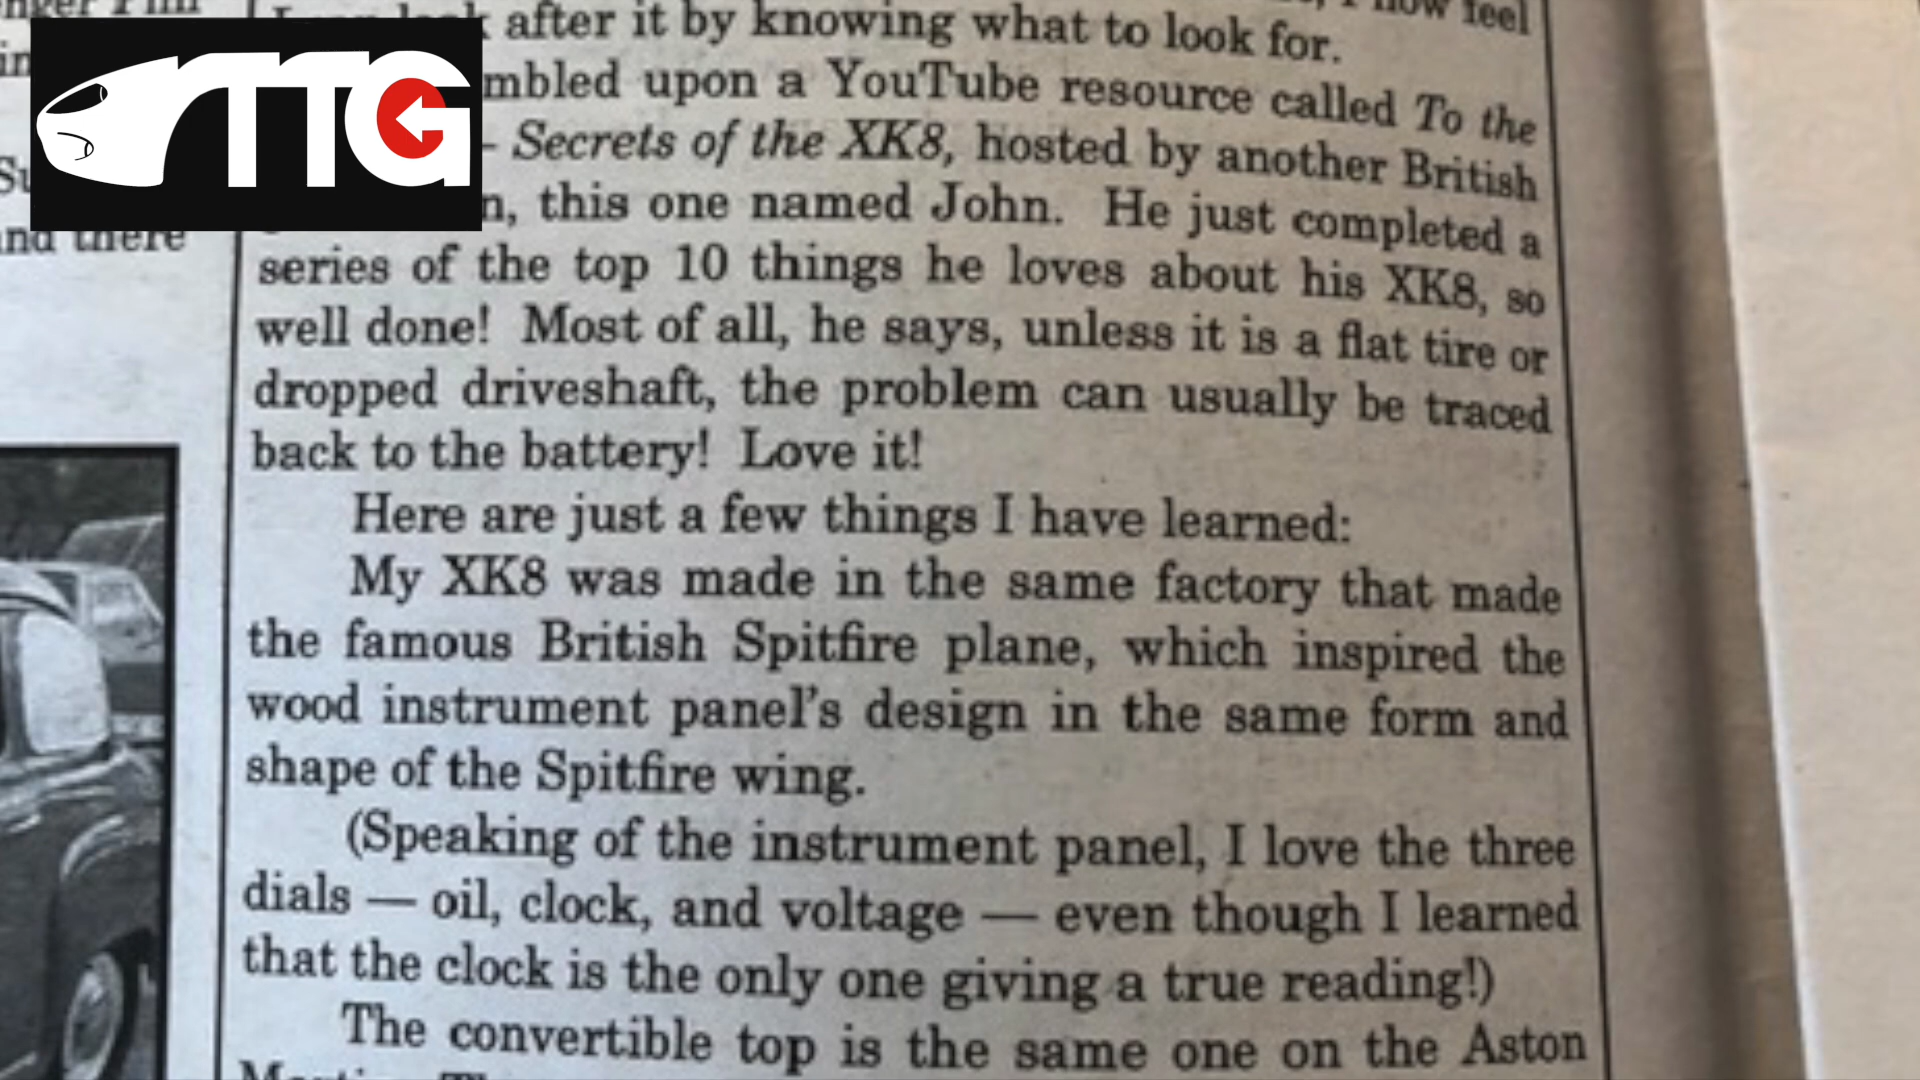 TTG
in
and there
look after it by knowing what to look for.
mbled upon a YouTube resource called To the
- Secrets of the XK8, hosted by another British
n, this one named John. He just completed a
series of the top 10 things he loves about his XK8, so
well done! Most of all, he says, unless it is a flat tire or
dropped driveshaft, the problem can usually be traced
back to the battery! Love it!
Here are just a few things I have learned:
My XK8 was made in the same factory that made
the famous British Spitfire plane, which inspired the
wood instrument panel's design in the same form and
shape of the Spitfire wing.
(Speaking of the instrument panel, I love the three
dials — oil, clock, and voltage — even though I learned
that the clock is the only one giving a true reading!)
The convertible top is the same one on the Aston